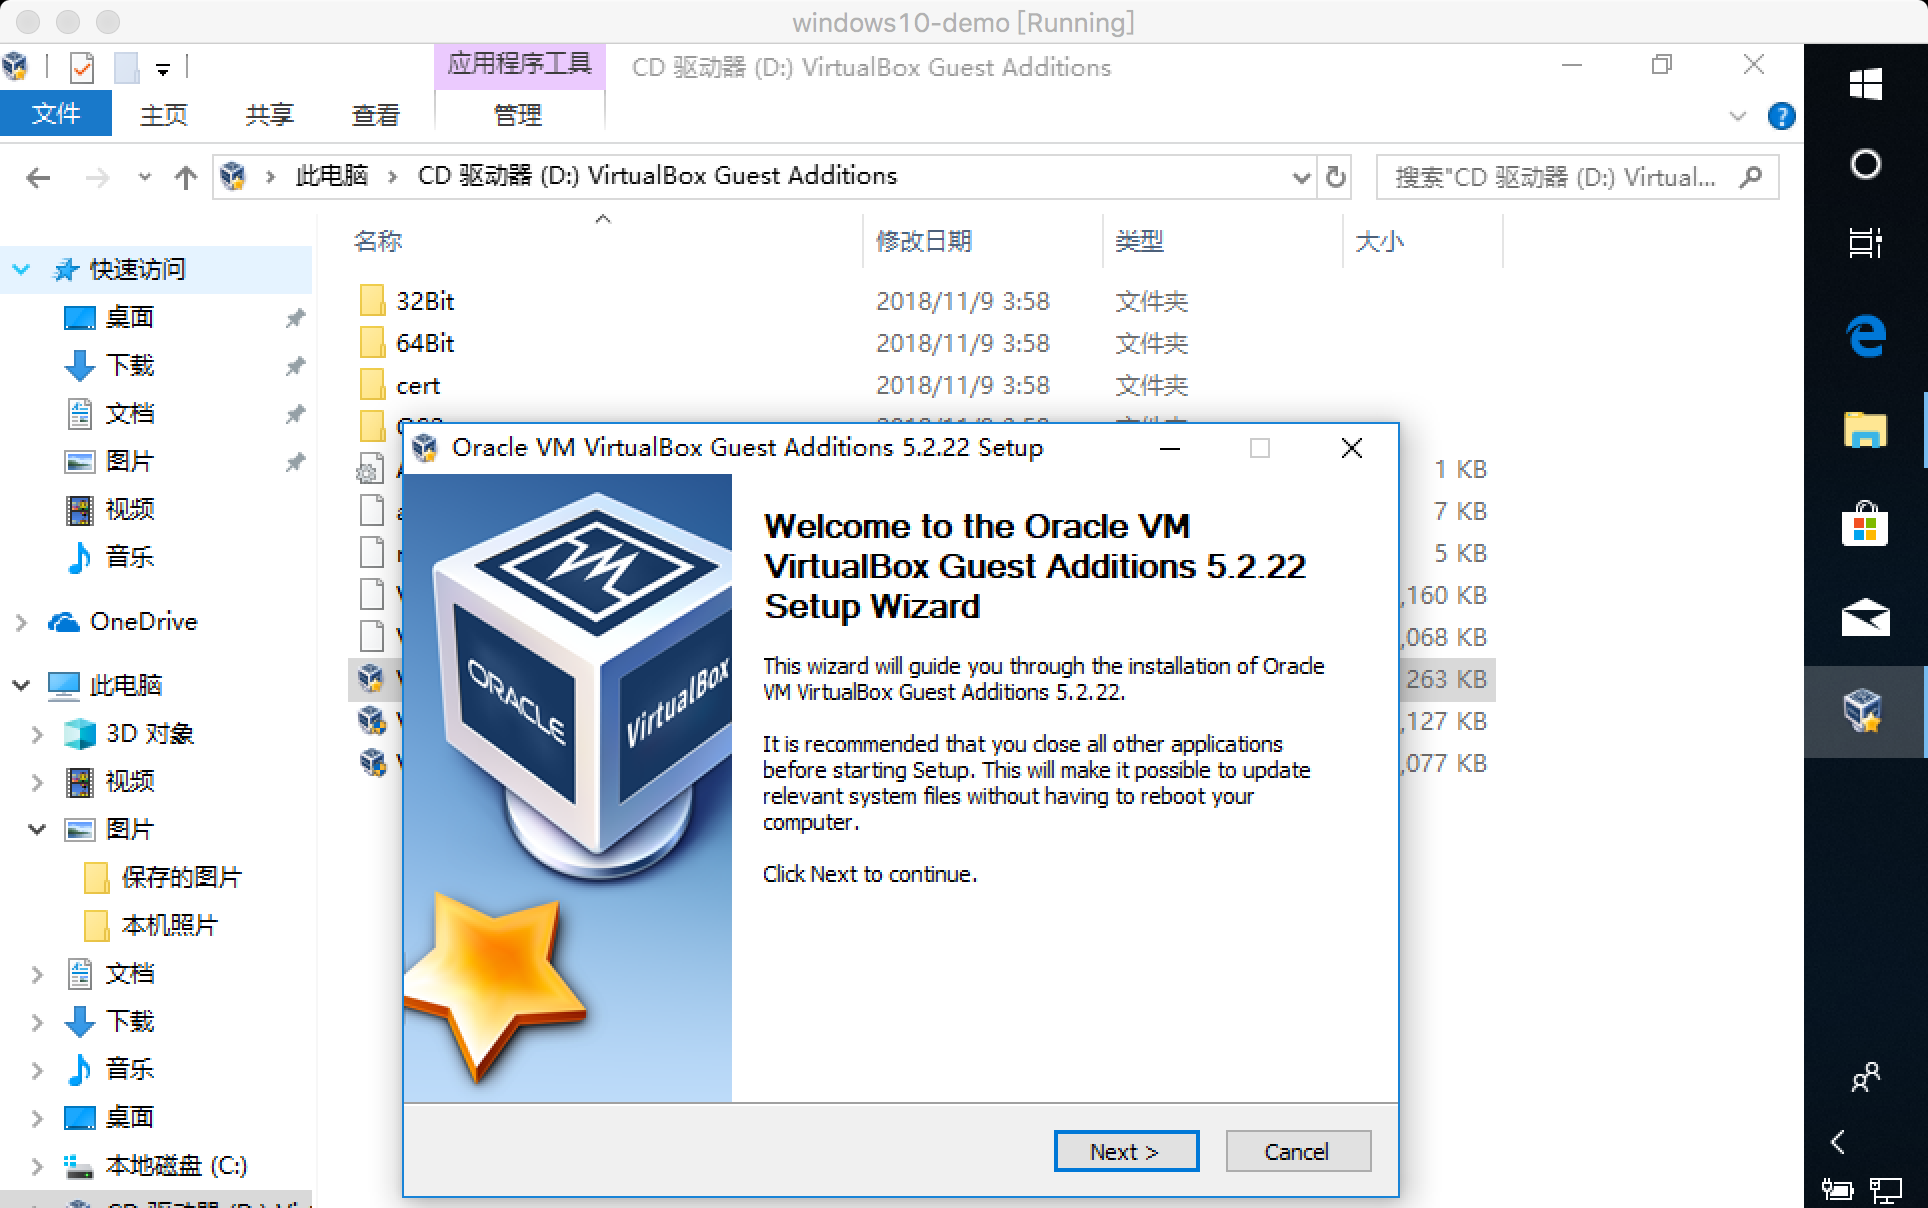 windows10-demo [Running]
应用程序工具
CD 驱动器 (D:) VirtualBox Guest Additions
文件
主页
共享
查看
管理
此电脑
CD 驱动器 (D:) VirtualBox Guest Additions
搜索"CD 驱动器 (D:) Virtual...
名称
修改日期
类型
大小
快速访问
桌面
下载
文档
图片
视频
音乐
OneDrive
此电脑
3D 对象
视频
图片
保存的图片
本机照片
文档
下载
音乐
桌面
本地磁盘 (C:)
CD 驱动器 (D:)
32Bit 2018/11/9 3:58 文件夹
64Bit 2018/11/9 3:58 文件夹
cert 2018/11/9 3:58 文件夹
1 KB
7 KB
5 KB
,160 KB
,068 KB
263 KB
,127 KB
,077 KB
Oracle VM VirtualBox Guest Additions 5.2.22 Setup
ORACLE
VirtualBox
Welcome to the Oracle VM
VirtualBox Guest Additions 5.2.22
Setup Wizard
This wizard will guide you through the installation of Oracle
VM VirtualBox Guest Additions 5.2.22.
It is recommended that you close all other applications
before starting Setup. This will make it possible to update
relevant system files without having to reboot your
computer.
Click Next to continue.
Next >
Cancel